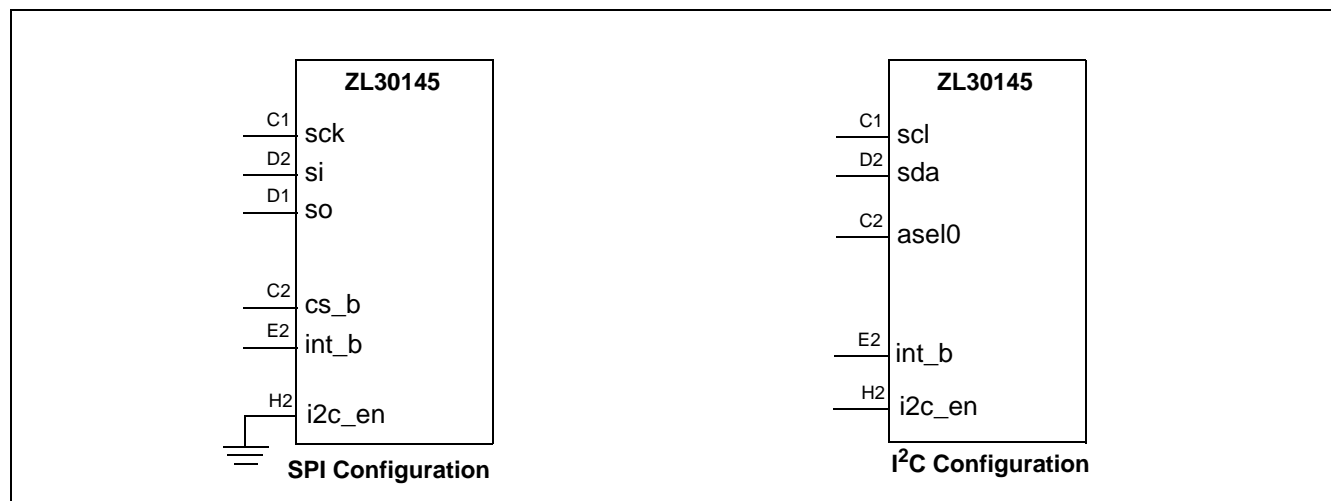 ZL30145
C1
sck
D2
si
D1
so
C2
cs_b
E2
int_b
H2
i2c_en
SPI Configuration
ZL30145
C1
scl
D2
sda
C2
asel0
E2
int_b
H2
i2c_en
I²C Configuration